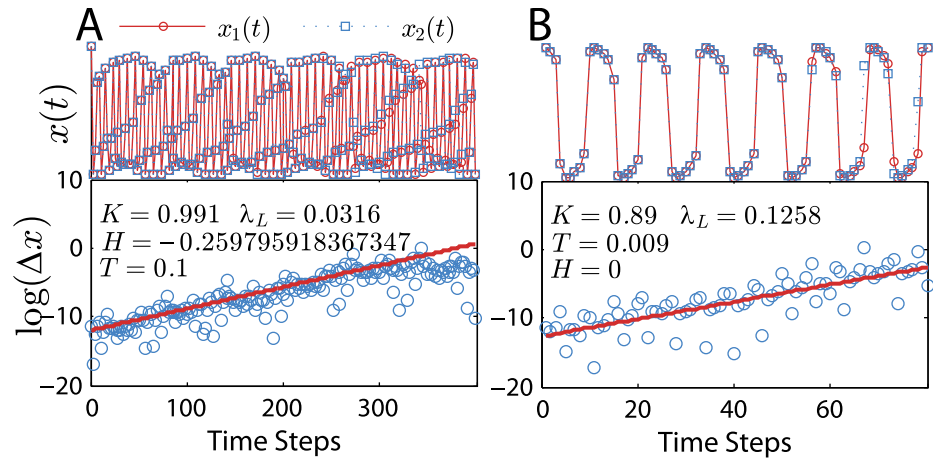 A x₁(t) x₂(t) B
x(t)
10
0
−10
−20
log(Δx)
K = 0.991 λ_L = 0.0316
H = −0.259795918367347
T = 0.1
0 100 200 300
Time Steps
10
0
−10
−20
K = 0.89 λ_L = 0.1258
T = 0.009
H = 0
0 20 40 60
Time Steps